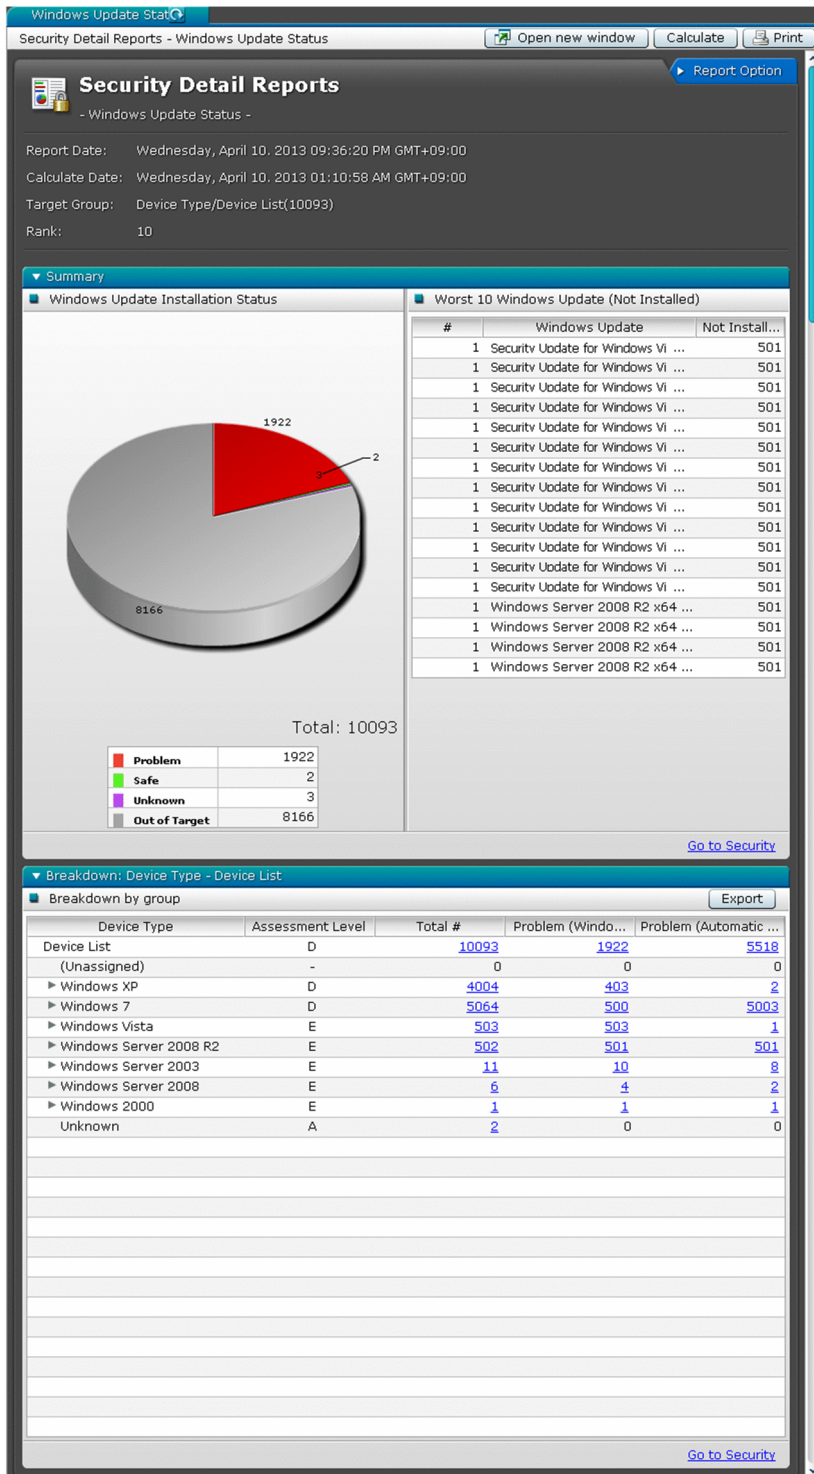 Windows Update Stat
Security Detail Reports - Windows Update Status
Open new window
Calculate
Print
Report Option
Security Detail Reports
- Windows Update Status -
Report Date: Wednesday, April 10. 2013 09:36:20 PM GMT+09:00
Calculate Date: Wednesday, April 10. 2013 01:10:58 AM GMT+09:00
Target Group: Device Type/Device List(10093)
Rank: 10
Summary
Windows Update Installation Status
1922
2
3
8166
Total: 10093
Problem 1922
Safe 2
Unknown 3
Out of Target 8166
Worst 10 Windows Update (Not Installed)
# Windows Update Not Install...
1 Security Update for Windows Vi ... 501
1 Security Update for Windows Vi ... 501
1 Security Update for Windows Vi ... 501
1 Security Update for Windows Vi ... 501
1 Security Update for Windows Vi ... 501
1 Security Update for Windows Vi ... 501
1 Security Update for Windows Vi ... 501
1 Security Update for Windows Vi ... 501
1 Security Update for Windows Vi ... 501
1 Security Update for Windows Vi ... 501
1 Security Update for Windows Vi ... 501
1 Security Update for Windows Vi ... 501
1 Security Update for Windows Vi ... 501
1 Windows Server 2008 R2 x64 ... 501
1 Windows Server 2008 R2 x64 ... 501
1 Windows Server 2008 R2 x64 ... 501
1 Windows Server 2008 R2 x64 ... 501
Go to Security
Breakdown: Device Type - Device List
Breakdown by group
Export
Device Type Assessment Level Total # Problem (Windo... Problem (Automatic ...
Device List D 10093 1922 5518
(Unassigned) - 0 0 0
Windows XP D 4004 403 2
Windows 7 D 5064 500 5003
Windows Vista E 503 503 1
Windows Server 2008 R2 E 502 501 501
Windows Server 2003 E 11 10 8
Windows Server 2008 E 6 4 2
Windows 2000 E 1 1 1
Unknown A 2 0 0
Go to Security